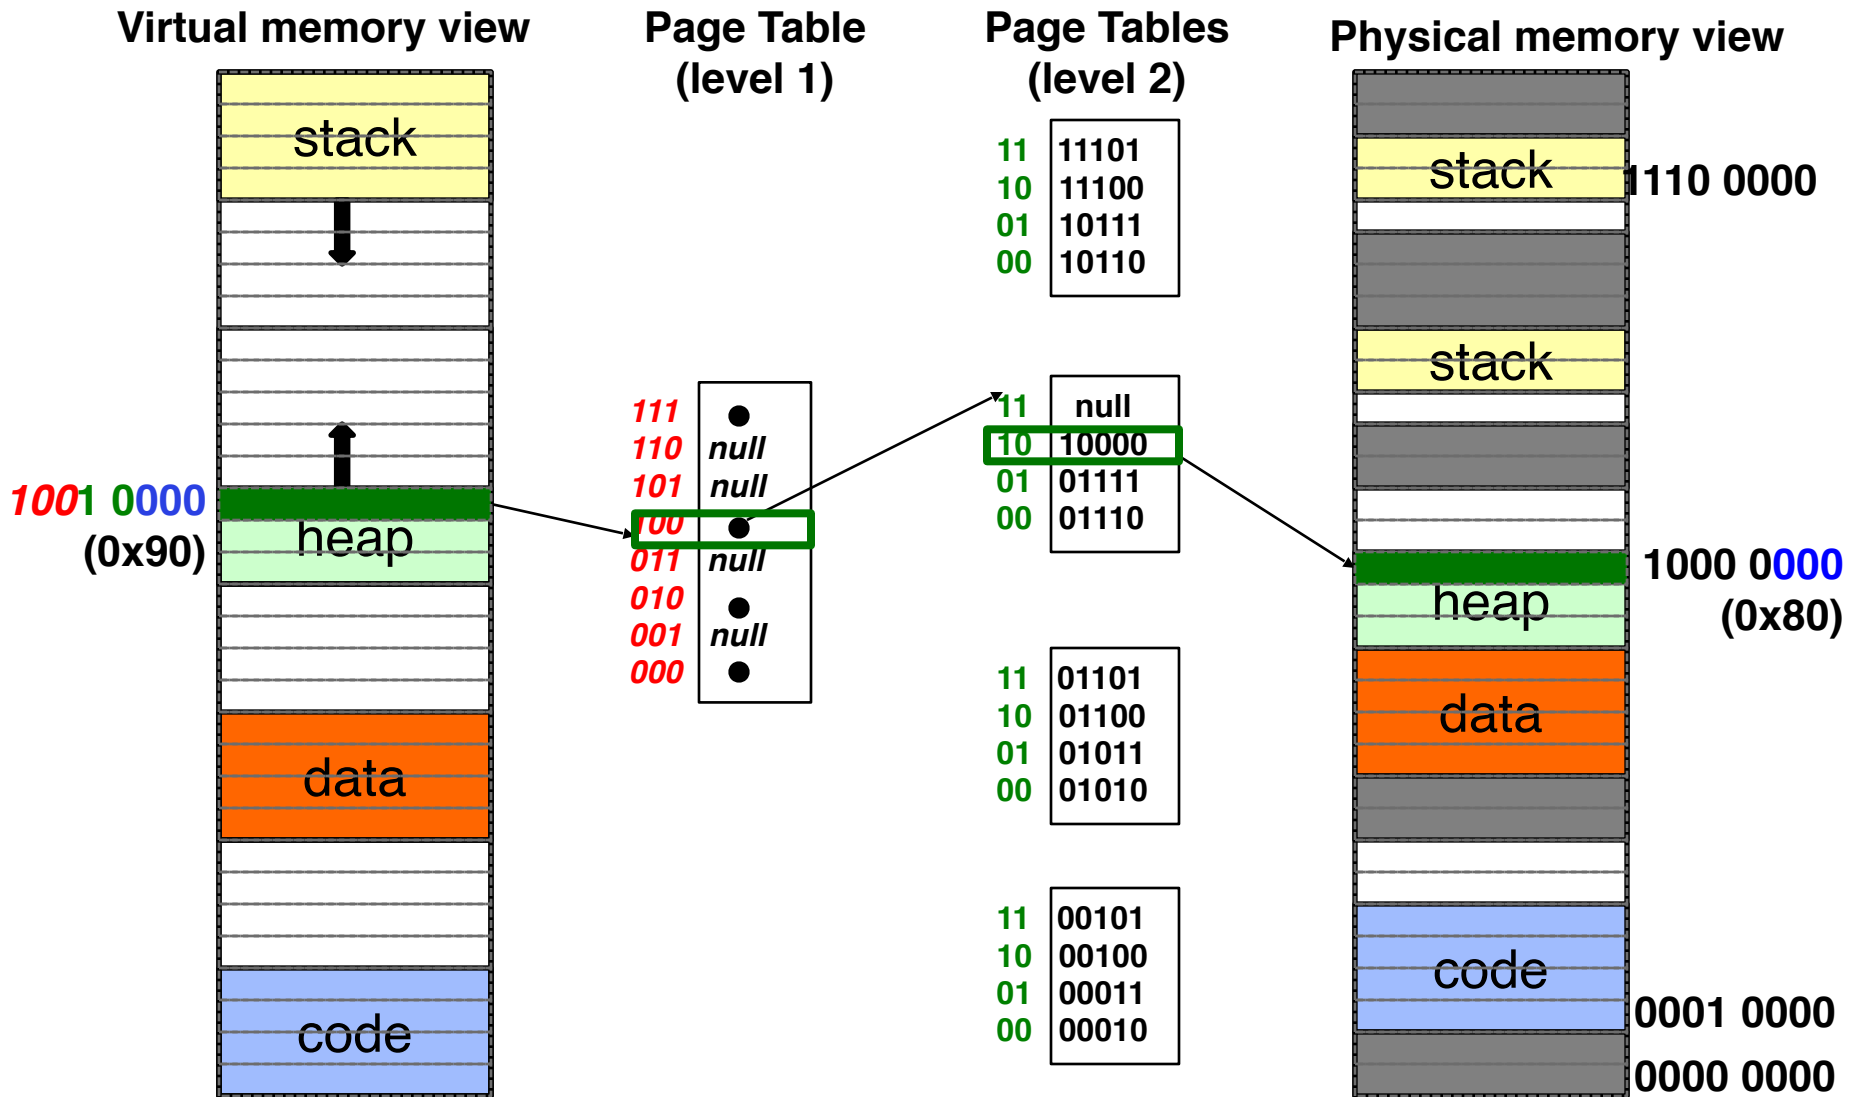 Virtual memory view
stack
1001 0000
(0x90)
heap
data
code
Page Table
(level 1)
111
110 null
101 null
100
011 null
010
001 null
000
Page Tables
(level 2)
11 11101
10 11100
01 10111
00 10110
11 null
10 10000
01 01111
00 01110
11 01101
10 01100
01 01011
00 01010
11 00101
10 00100
01 00011
00 00010
Physical memory view
stack 1110 0000
stack
1000 0000
heap (0x80)
data
code
0001 0000
0000 0000